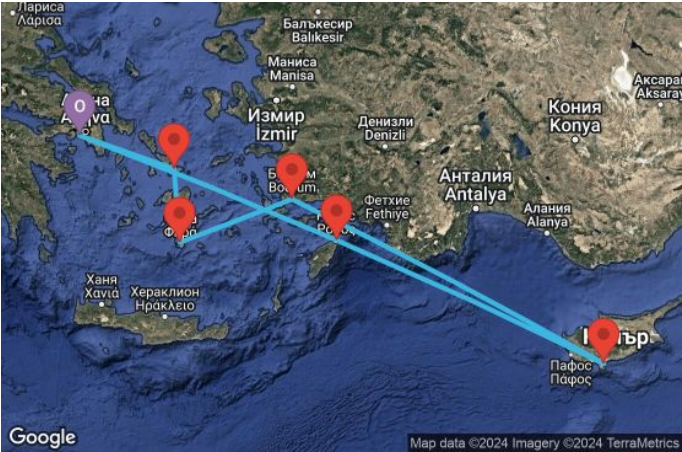 Лариса
Λάρισα
Балъкесир
Balıkesir
Маниса
Manisa
Аксарай
Aksaray
Измир
İzmir
Денизли
Denizli
Кония
Konya
O
Анталия
Antalya
Фетхие
Fethiye
Алания
Alanya
Bodrum
Ханя
Χανιά
Хераклион
Ηράκλειο
Пафос
Πάφος
Google
Map data ©2024 Imagery ©2024 TerraMetrics